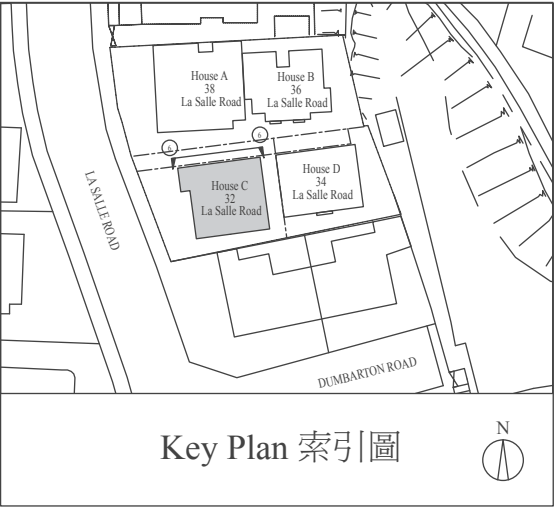 House A
38
La Salle Road
House B
36
La Salle Road
6
6
House C
32
La Salle Road
House D
34
La Salle Road
LA SALLE ROAD
DUMBARTON ROAD
Key Plan 索引圖
N